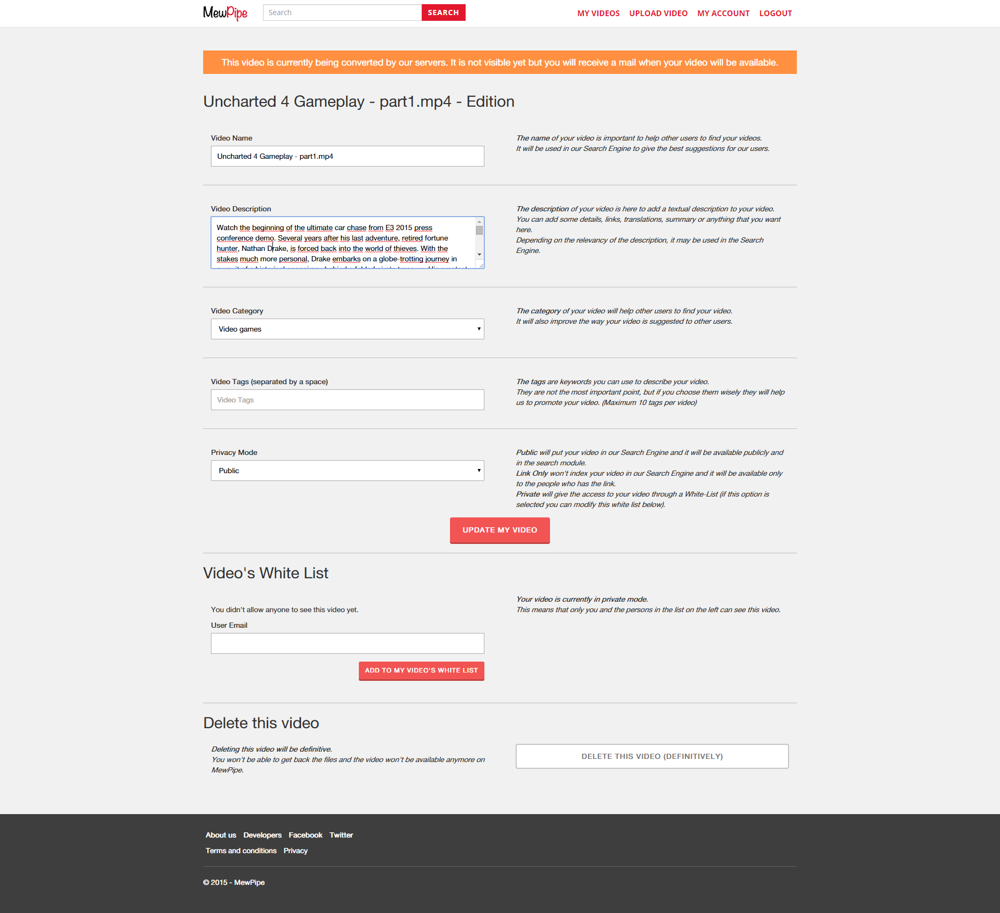 MewPipe
Search
SEARCH
MY VIDEOS UPLOAD VIDEO MY ACCOUNT LOGOUT
This video is currently being converted by our servers. It is not visible yet but you will receive a mail when your video will be available.
Uncharted 4 Gameplay - part1.mp4 - Edition
Video Name
Uncharted 4 Gameplay - part1.mp4
The name of your video is important to help other users to find your videos.
It will be used in our Search Engine to give the best suggestions for our users.
Video Description
Watch the beginning of the ultimate car chase from E3 2015 press
conference demo. Several years after his last adventure, retired fortune
hunter, Nathan Drake, is forced back into the world of thieves. With the
stakes much more personal, Drake embarks on a globe-trotting journey in
The description of your video is here to add a textual description to your video.
You can add some details, links, translations, summary or anything that you want
here.
Depending on the relevancy of the description, it may be used in the Search
Engine.
Video Category
Video games
The category of your video will help other users to find your video.
It will also improve the way your video is suggested to other users.
Video Tags (separated by a space)
Video Tags
The tags are keywords you can use to describe your video.
They are not the most important point, but if you choose them wisely they will help
us to promote your video. (Maximum 10 tags per video)
Privacy Mode
Public
Public will put your video in our Search Engine and it will be available publicly and
in the search module.
Link Only won't index your video in our Search Engine and it will be available only
to the people who has the link.
Private will give the access to your video through a White-List (if this option is
selected you can modify this white list below).
UPDATE MY VIDEO
Video's White List
You didn't allow anyone to see this video yet.
User Email
ADD TO MY VIDEO'S WHITE LIST
Your video is currently in private mode.
This means that only you and the persons in the list on the left can see this video.
Delete this video
Deleting this video will be definitive.
You won't be able to get back the files and the video won't be available anymore on
MewPipe.
DELETE THIS VIDEO (DEFINITIVELY)
About us Developers Facebook Twitter
Terms and conditions Privacy
© 2015 - MewPipe